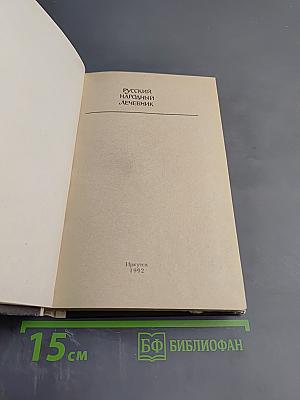 РУССКИЙ
НАРОДНЫЙ
ЛЕЧЕБНИК
Иркутск
1992
15 см
БФ БИБЛИОФАН